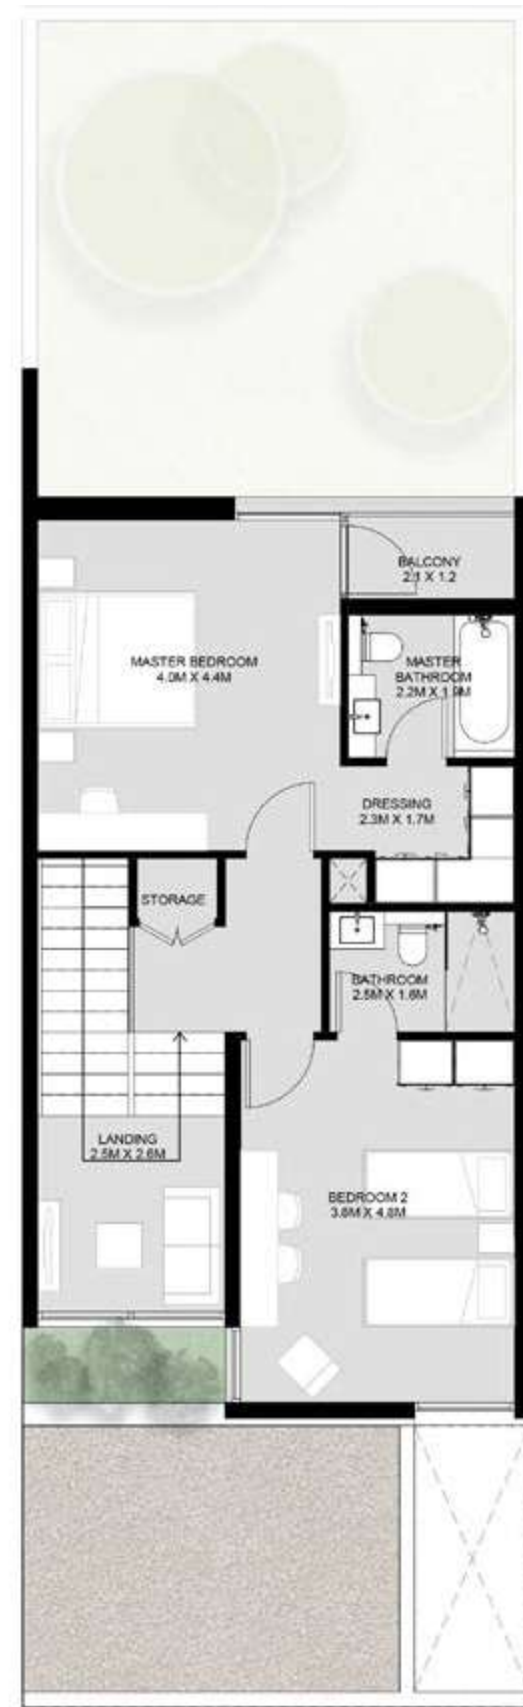 BALCONY
2.1 X 1.2
MASTER BEDROOM
4.0M X 4.4M
MASTER
BATHROOM
2.2M X 1.9M
DRESSING
2.3M X 1.7M
STORAGE
BATHROOM
2.5M X 1.6M
LANDING
2.5M X 2.6M
BEDROOM 2
3.6M X 4.8M